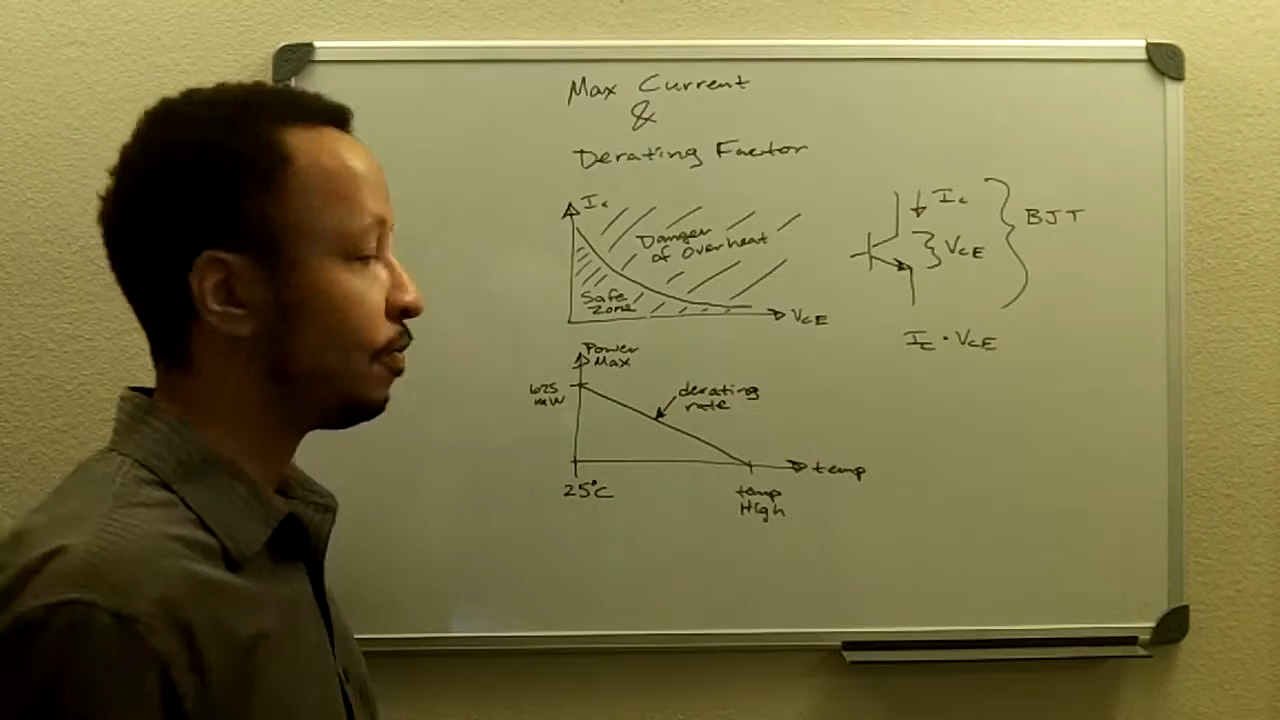 Max Current
&
Derating Factor
Ic
Danger
of Overheat
Safe
Zone
VCE
Ic
VCE
BJT
Ic · VCE
Power
Max
625
mW
derating
rate
temp
25°C
temp
High